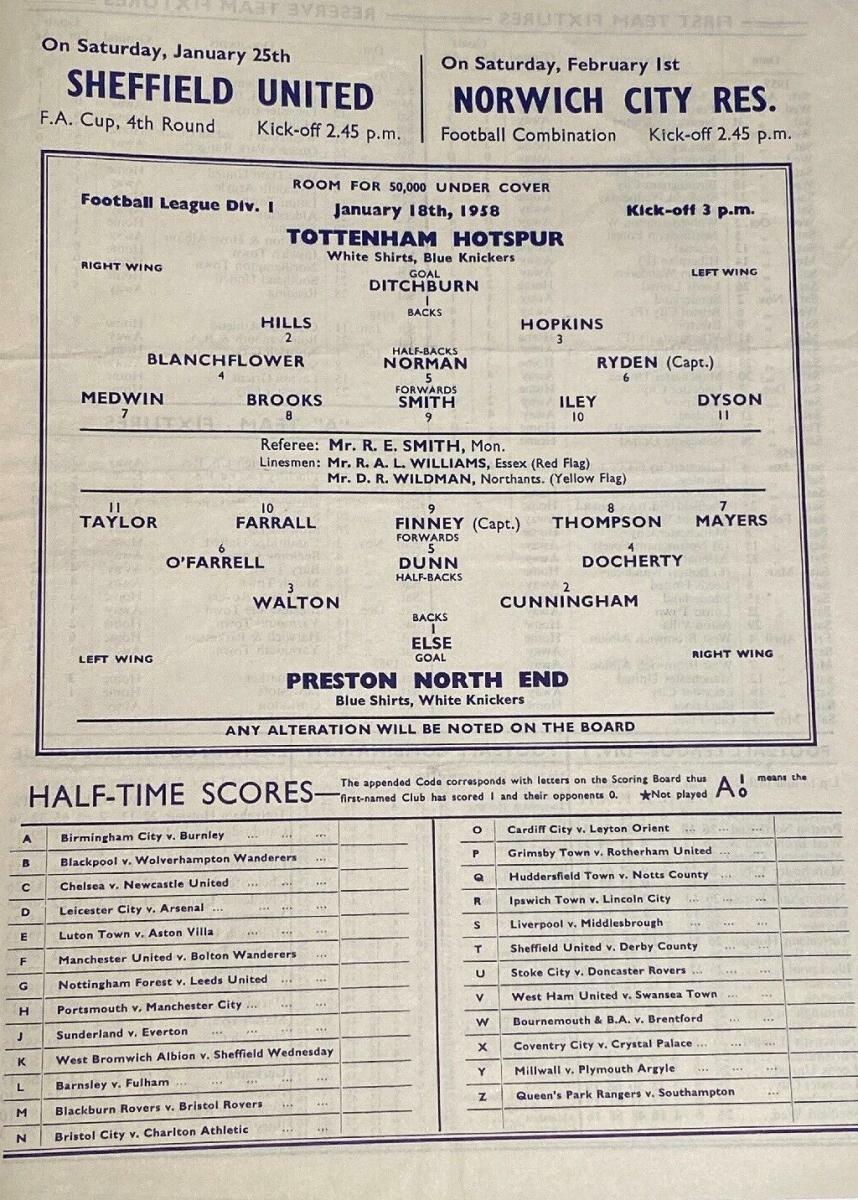 On Saturday, January 25th
SHEFFIELD UNITED
F.A. Cup, 4th Round Kick-off 2.45 p.m.
On Saturday, February 1st
NORWICH CITY RES.
Football Combination Kick-off 2.45 p.m.
ROOM FOR 50,000 UNDER COVER
Football League Div. 1 January 18th, 1958 Kick-off 3 p.m.
TOTTENHAM HOTSPUR
White Shirts, Blue Knickers
RIGHT WING GOAL LEFT WING
DITCHBURN
1
BACKS
HILLS HOPKINS
2 3
HALF-BACKS
BLANCHFLOWER NORMAN RYDEN (Capt.)
4 5 6
FORWARDS
MEDWIN BROOKS SMITH ILEY DYSON
7 8 9 10 11
Referee: Mr. R. E. SMITH, Mon.
Linesmen: Mr. R. A. L. WILLIAMS, Essex (Red Flag)
Mr. D. R. WILDMAN, Northants. (Yellow Flag)
11 10 9 8 7
TAYLOR FARRALL FINNEY (Capt.) THOMPSON MAYERS
FORWARDS
6 5 4
O'FARRELL DUNN DOCHERTY
HALF-BACKS
3 2
WALTON CUNNINGHAM
BACKS
1
ELSE
LEFT WING GOAL RIGHT WING
PRESTON NORTH END
Blue Shirts, White Knickers
ANY ALTERATION WILL BE NOTED ON THE BOARD
HALF-TIME SCORES—The appended Code corresponds with letters on the Scoring Board thus A 1 0 means the
first-named Club has scored 1 and their opponents 0. ★Not played
A Birmingham City v. Burnley ... ... ...
B Blackpool v. Wolverhampton Wanderers ...
C Chelsea v. Newcastle United ... ... ...
D Leicester City v. Arsenal ... ... ... ...
E Luton Town v. Aston Villa ... ... ...
F Manchester United v. Bolton Wanderers ...
G Nottingham Forest v. Leeds United ... ...
H Portsmouth v. Manchester City ... ... ...
J Sunderland v. Everton ... ... ...
K West Bromwich Albion v. Sheffield Wednesday
L Barnsley v. Fulham ... ... ... ...
M Blackburn Rovers v. Bristol Rovers ... ...
N Bristol City v. Charlton Athletic ... ...
O Cardiff City v. Leyton Orient ... ... ...
P Grimsby Town v. Rotherham United ... ...
Q Huddersfield Town v. Notts County ... ...
R Ipswich Town v. Lincoln City ... ...
S Liverpool v. Middlesbrough ... ... ...
T Sheffield United v. Derby County ... ...
U Stoke City v. Doncaster Rovers ... ... ...
V West Ham United v. Swansea Town ... ...
W Bournemouth & B.A. v. Brentford ... ...
X Coventry City v. Crystal Palace ... ... ...
Y Millwall v. Plymouth Argyle ... ... ...
Z Queen's Park Rangers v. Southampton ...